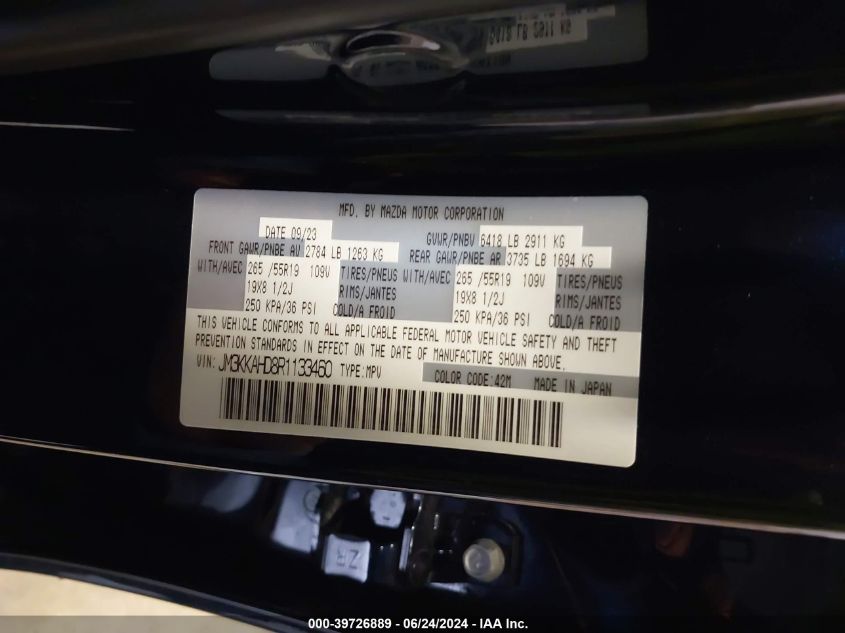 6418 LB 2911 KG
MFD. BY MAZDA MOTOR CORPORATION
DATE 09/23 GVWR/PNBV 6418 LB 2911 KG
FRONT GAWR/PNBE AV 2784 LB 1263 KG REAR GAWR/PNBE AR 3735 LB 1694 KG
WITH/AVEC 265 /55R19 109V TIRES/PNEUS WITH/AVEC 265 /55R19 109V TIRES/PNEUS
19X8 1/2J RIMS/JANTES 19X8 1/2J RIMS/JANTES
250 KPA/36 PSI COLD/A FROID 250 KPA/36 PSI COLD/A FROID
THIS VEHICLE CONFORMS TO ALL APPLICABLE FEDERAL MOTOR VEHICLE SAFETY AND THEFT
PREVENTION STANDARDS IN EFFECT ON THE DATE OF MANUFACTURE SHOWN ABOVE.
VIN: JM3KKAHD8R1133460 TYPE:MPV COLOR CODE:42M MADE IN JAPAN
000-39726889 - 06/24/2024 - IAA Inc.